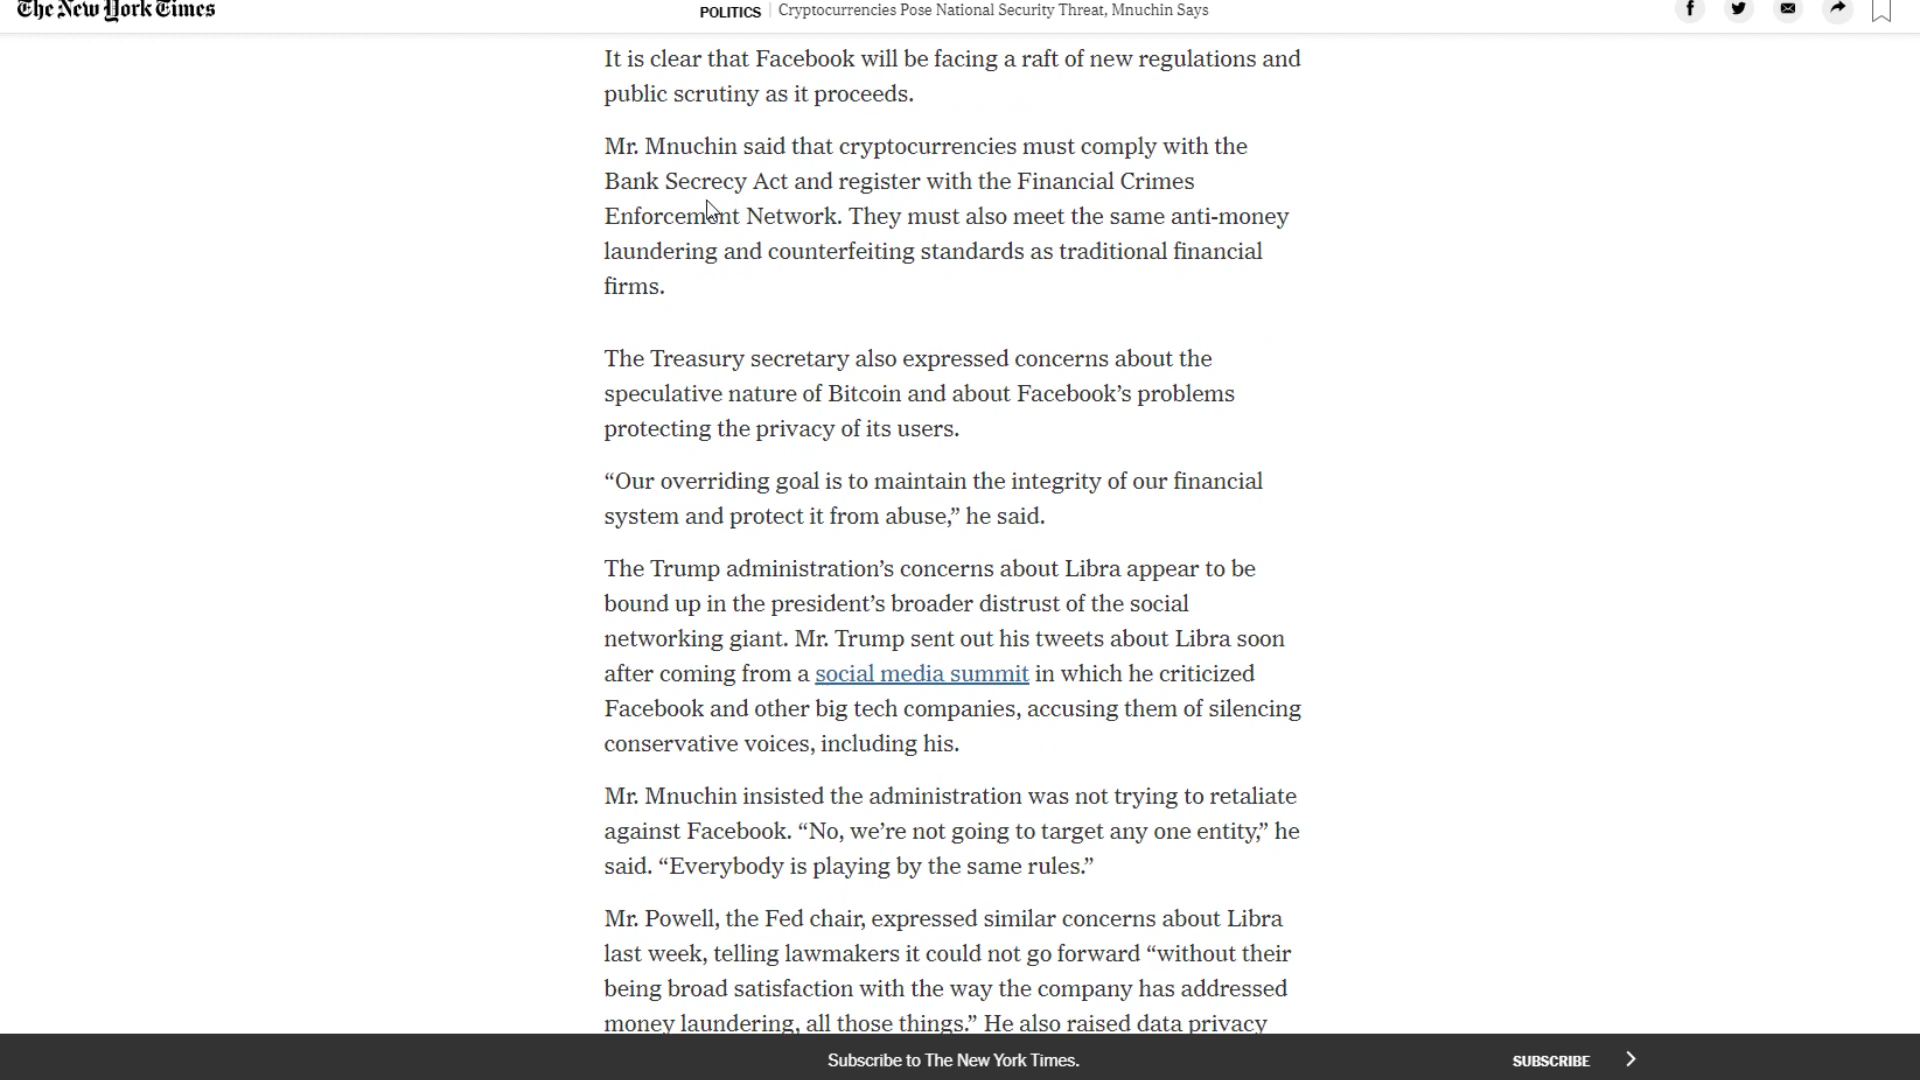 The New York Times
POLITICS | Cryptocurrencies Pose National Security Threat, Mnuchin Says
It is clear that Facebook will be facing a raft of new regulations and
public scrutiny as it proceeds.
Mr. Mnuchin said that cryptocurrencies must comply with the
Bank Secrecy Act and register with the Financial Crimes
Enforcement Network. They must also meet the same anti-money
laundering and counterfeiting standards as traditional financial
firms.
The Treasury secretary also expressed concerns about the
speculative nature of Bitcoin and about Facebook’s problems
protecting the privacy of its users.
“Our overriding goal is to maintain the integrity of our financial
system and protect it from abuse,” he said.
The Trump administration’s concerns about Libra appear to be
bound up in the president’s broader distrust of the social
networking giant. Mr. Trump sent out his tweets about Libra soon
after coming from a social media summit in which he criticized
Facebook and other big tech companies, accusing them of silencing
conservative voices, including his.
Mr. Mnuchin insisted the administration was not trying to retaliate
against Facebook. “No, we’re not going to target any one entity,” he
said. “Everybody is playing by the same rules.”
Mr. Powell, the Fed chair, expressed similar concerns about Libra
last week, telling lawmakers it could not go forward “without their
being broad satisfaction with the way the company has addressed
money laundering, all those things.” He also raised data privacy
Subscribe to The New York Times.
SUBSCRIBE